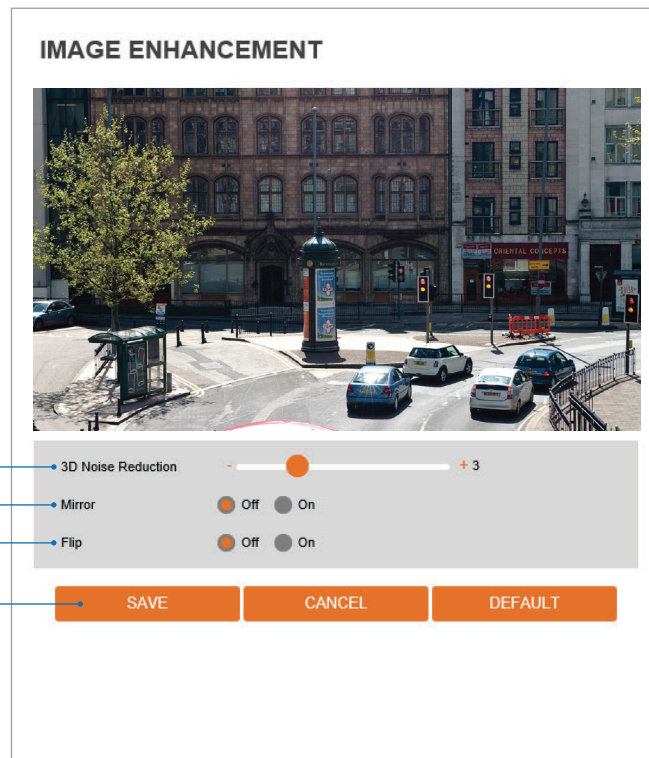 IMAGE ENHANCEMENT
ORIENTAL CONCEPTS
3D Noise Reduction - + 3
Mirror Off On
Flip Off On
SAVE CANCEL DEFAULT